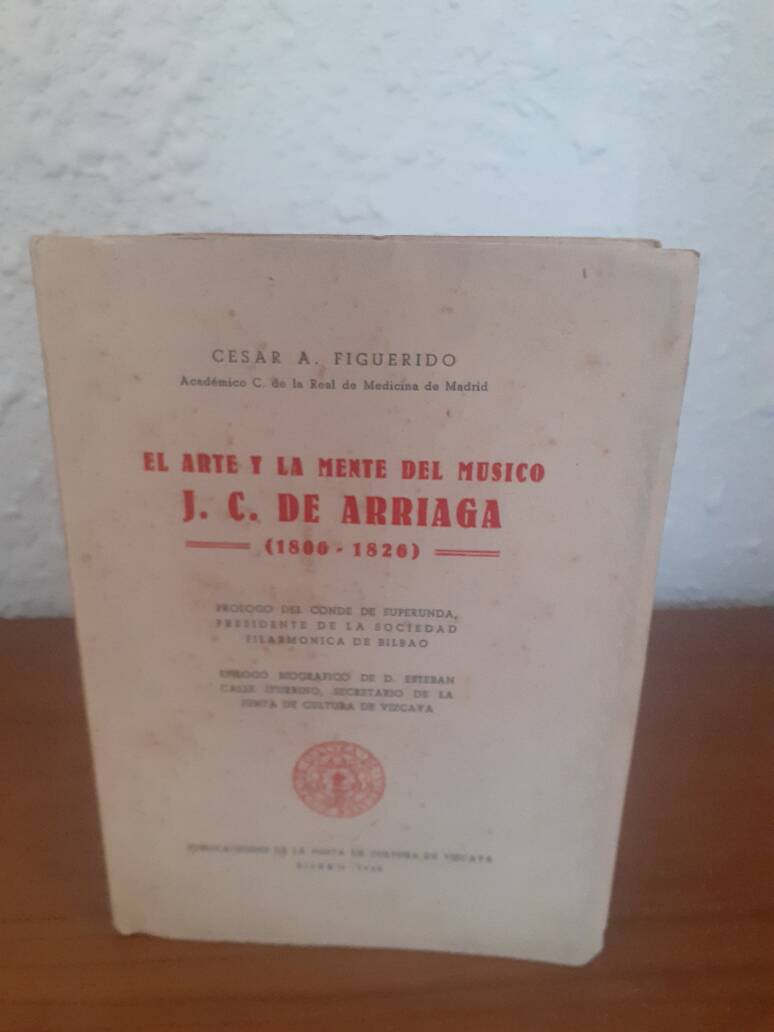 CESAR A. FIGUERIDO
Académico C. de la Real de Medicina de Madrid
EL ARTE Y LA MENTE DEL MUSICO
J. C. DE ARRIAGA
(1806 - 1826)
PROLOGO DEL CONDE DE SUPERUNDA,
PRESIDENTE DE LA SOCIEDAD
FILARMONICA DE BILBAO
EPILOGO BIOGRAFICO DE D. ESTEBAN
CALLE ITURRINO, SECRETARIO DE LA
JUNTA DE CULTURA DE VIZCAYA
PUBLICACIONES DE LA JUNTA DE CULTURA DE VIZCAYA